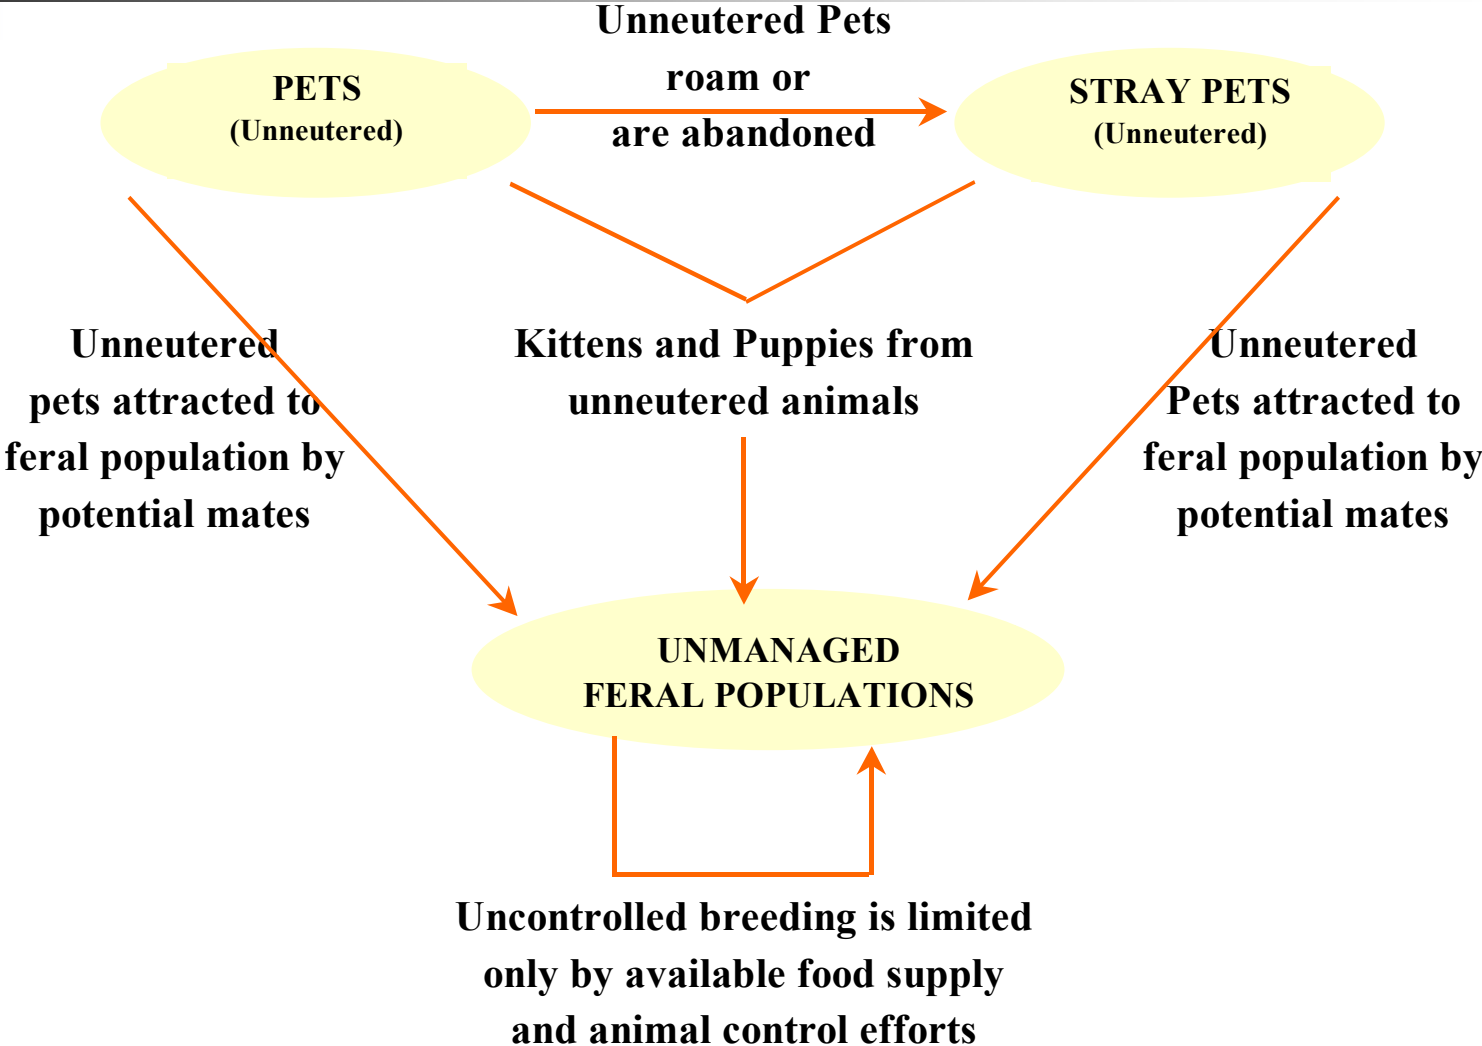 Unneutered Pets
roam or
are abandoned
PETS
(Unneutered)
STRAY PETS
(Unneutered)
Unneutered
pets attracted to
feral population by
potential mates
Kittens and Puppies from
unneutered animals
Unneutered
Pets attracted to
feral population by
potential mates
UNMANAGED
FERAL POPULATIONS
Uncontrolled breeding is limited
only by available food supply
and animal control efforts